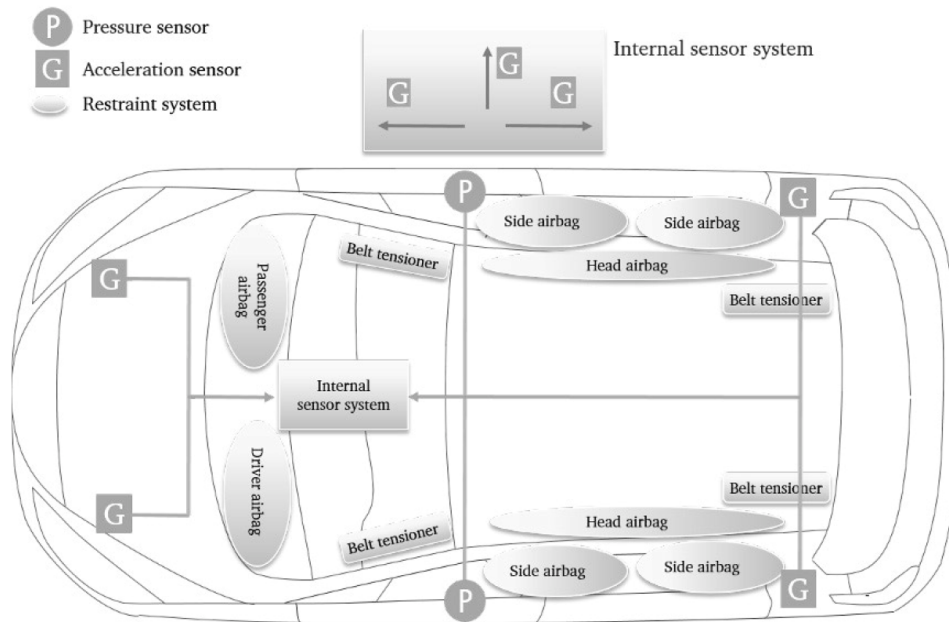 P Pressure sensor
G Acceleration sensor
Restraint system
Internal sensor system
G
G
G
P
G
Side airbag
Side airbag
Belt tensioner
Head airbag
G
Passenger
airbag
Belt tensioner
Internal
sensor system
Driver airbag
Belt tensioner
G
Head airbag
Belt tensioner
Side airbag
Side airbag
P
G